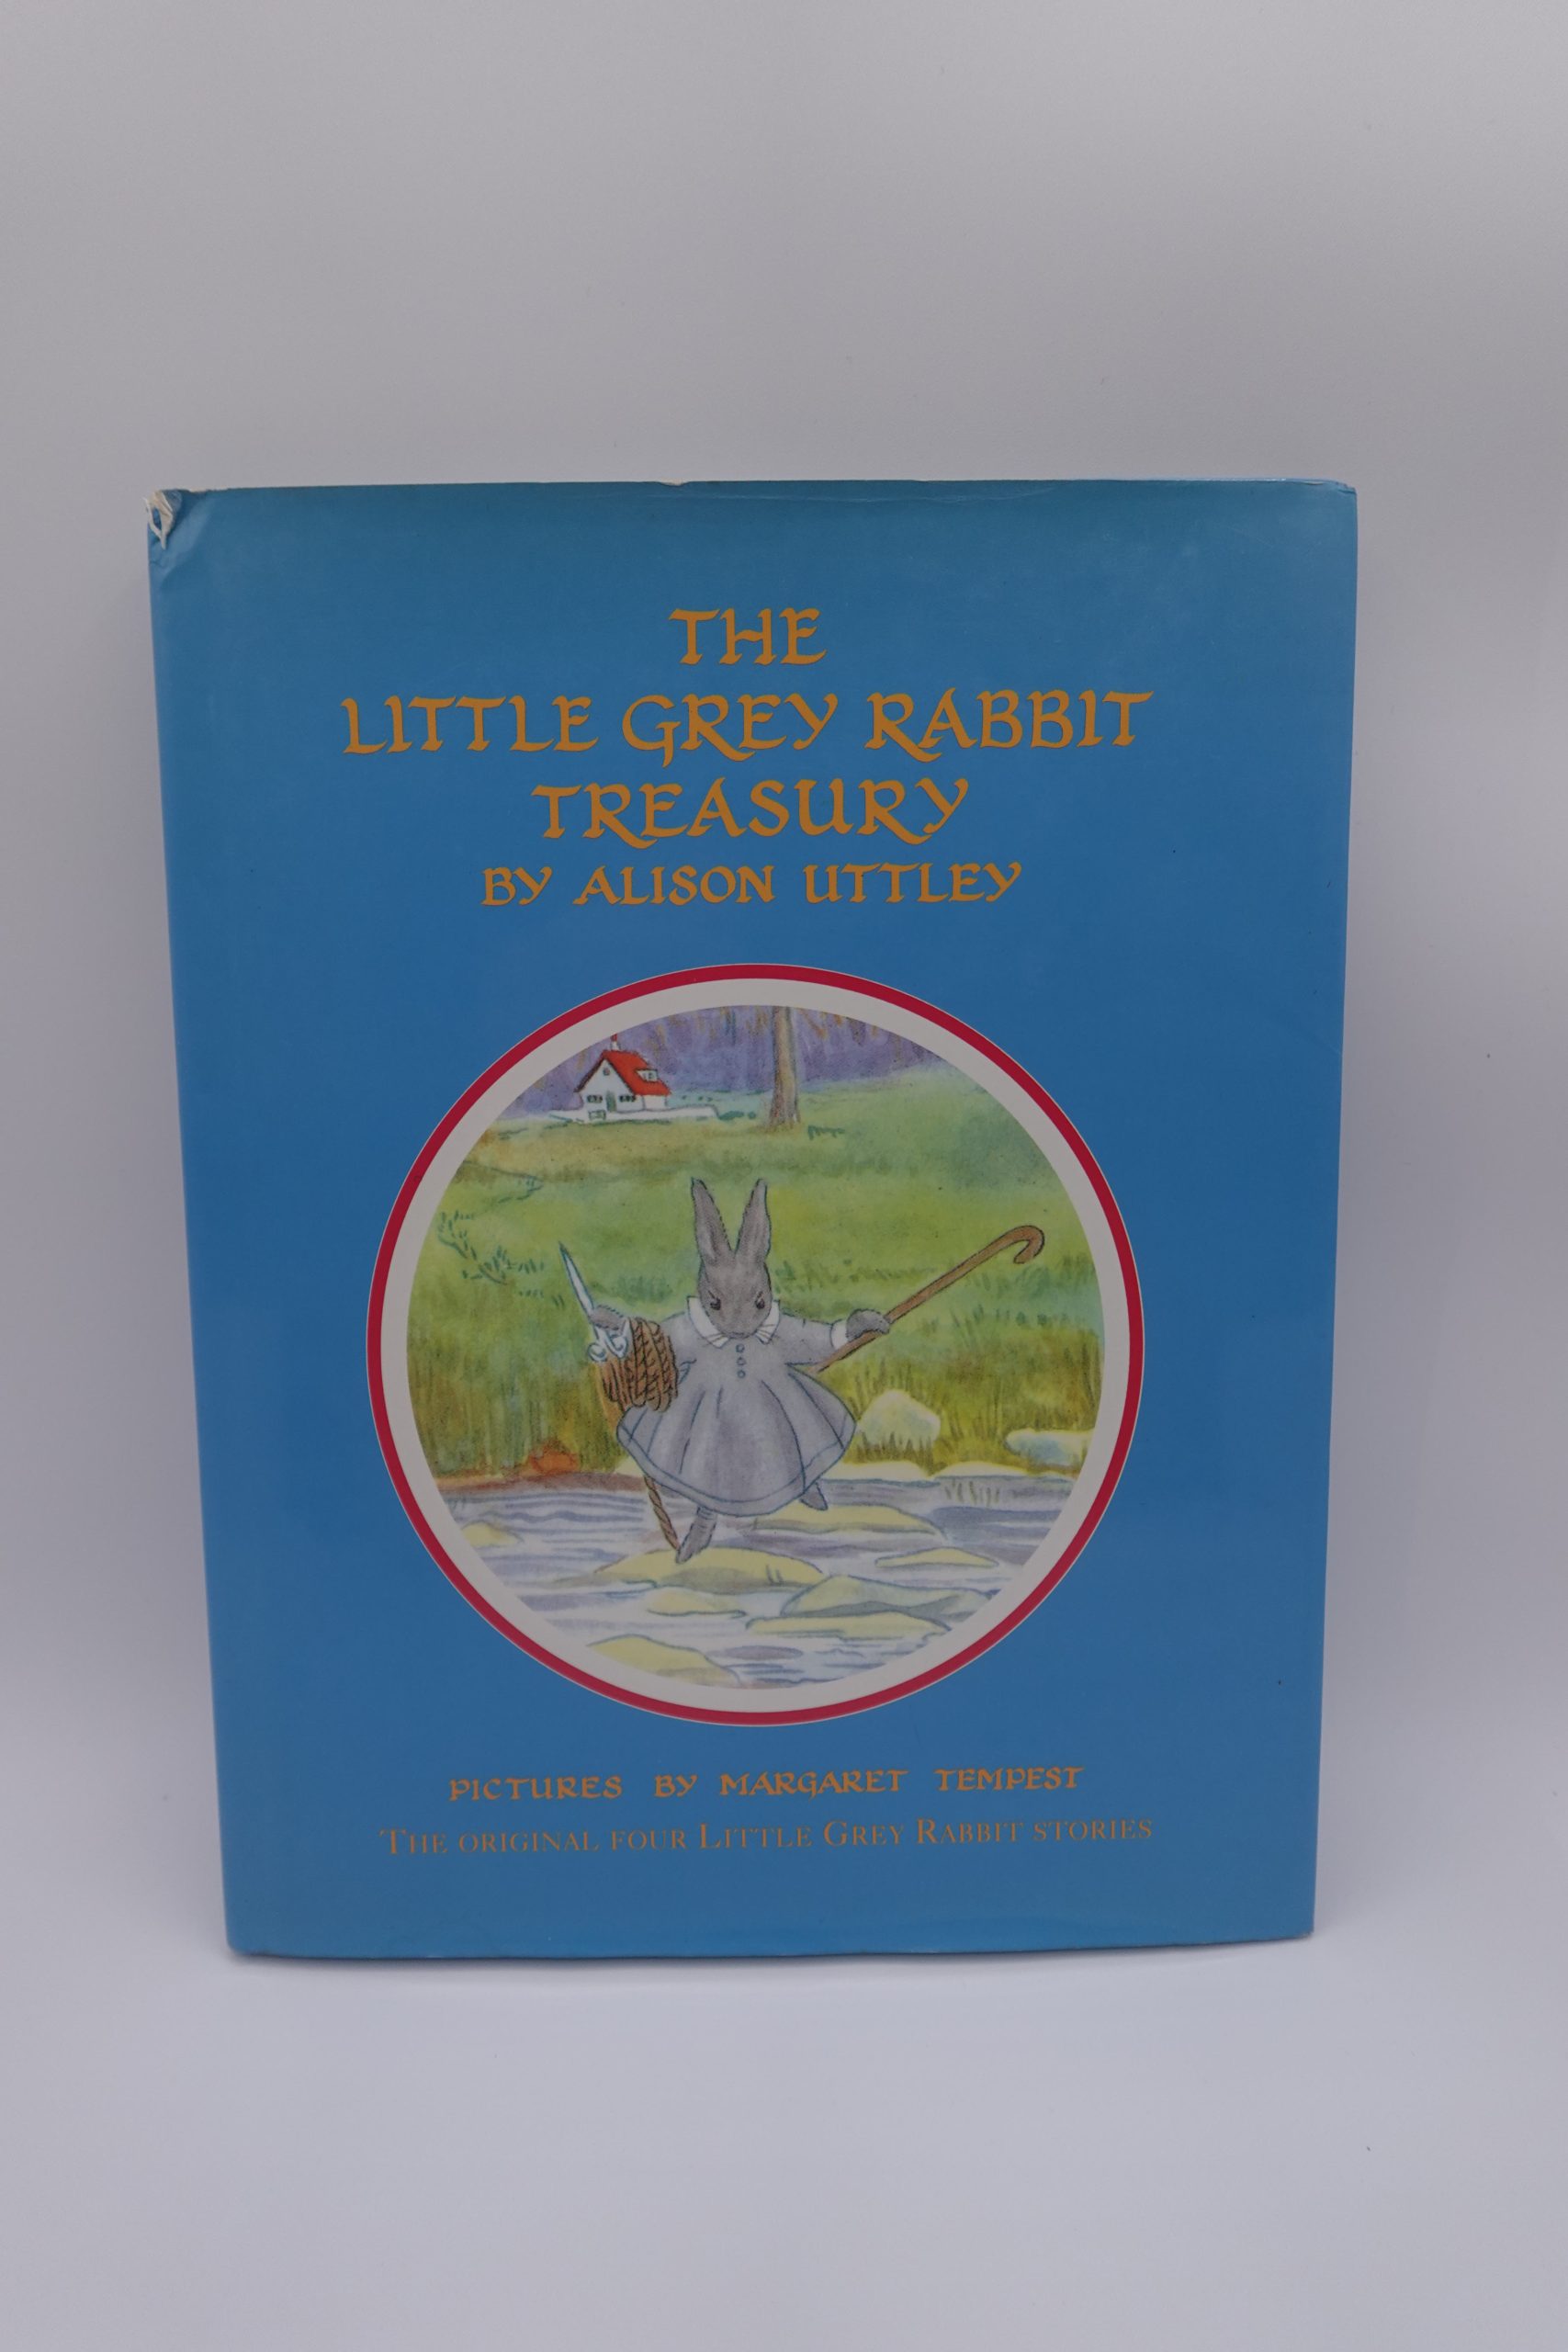 THE
LITTLE GREY RABBIT
TREASURY
BY ALISON UTTLEY
PICTURES BY MARGARET TEMPEST
THE ORIGINAL FOUR LITTLE GREY RABBIT STORIES